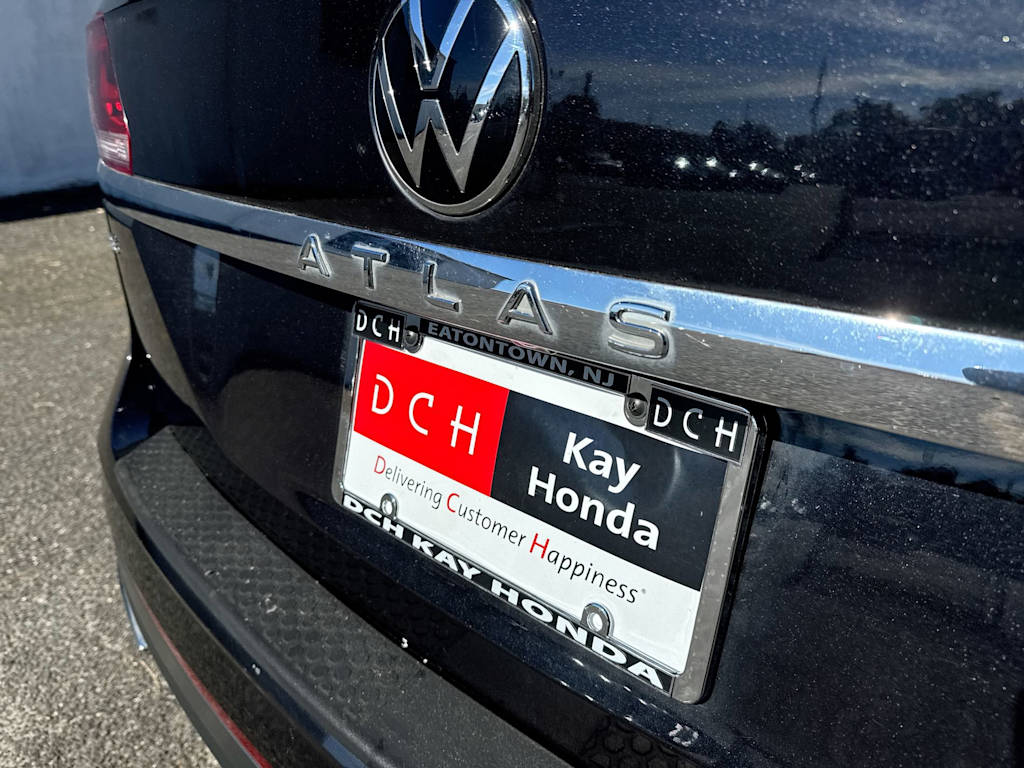 ATLAS
DCH
EATONTOWN, NJ
DCH
DCH
Kay
Honda
Delivering Customer Happiness®
DCH KAY HONDA